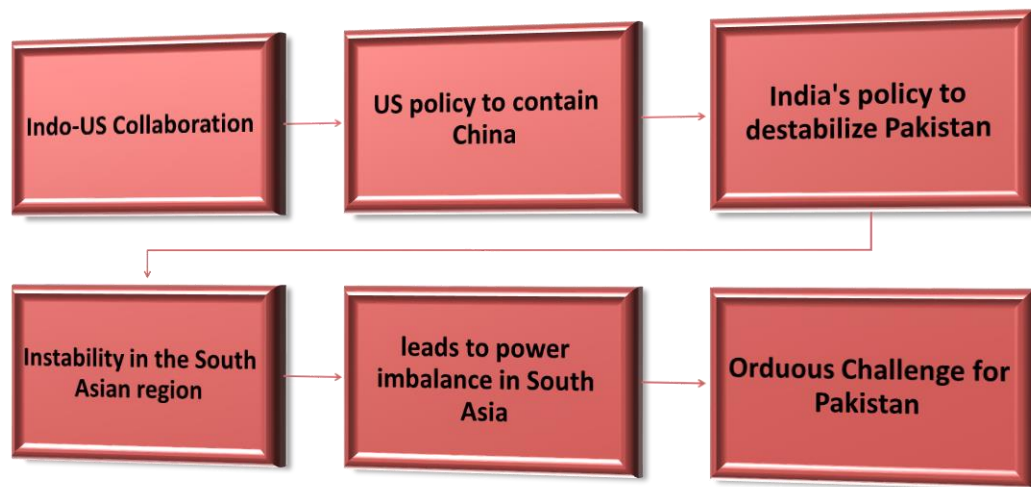 Indo-US Collaboration
US policy to contain
China
India's policy to
destabilize Pakistan
Instability in the South
Asian region
leads to power
imbalance in South
Asia
Orduous Challenge for
Pakistan